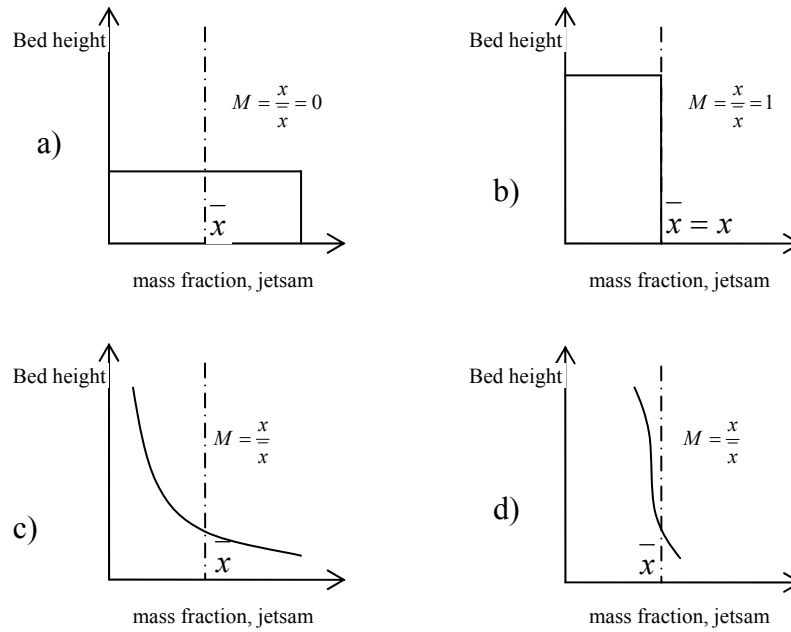 Bed height
M = x/x̄ = 0
a)
x̄
mass fraction, jetsam
Bed height
M = x/x̄ = 1
b)
x̄ = x
mass fraction, jetsam
Bed height
M = x/x̄
c)
x̄
mass fraction, jetsam
Bed height
M = x/x̄
d)
x̄
mass fraction, jetsam